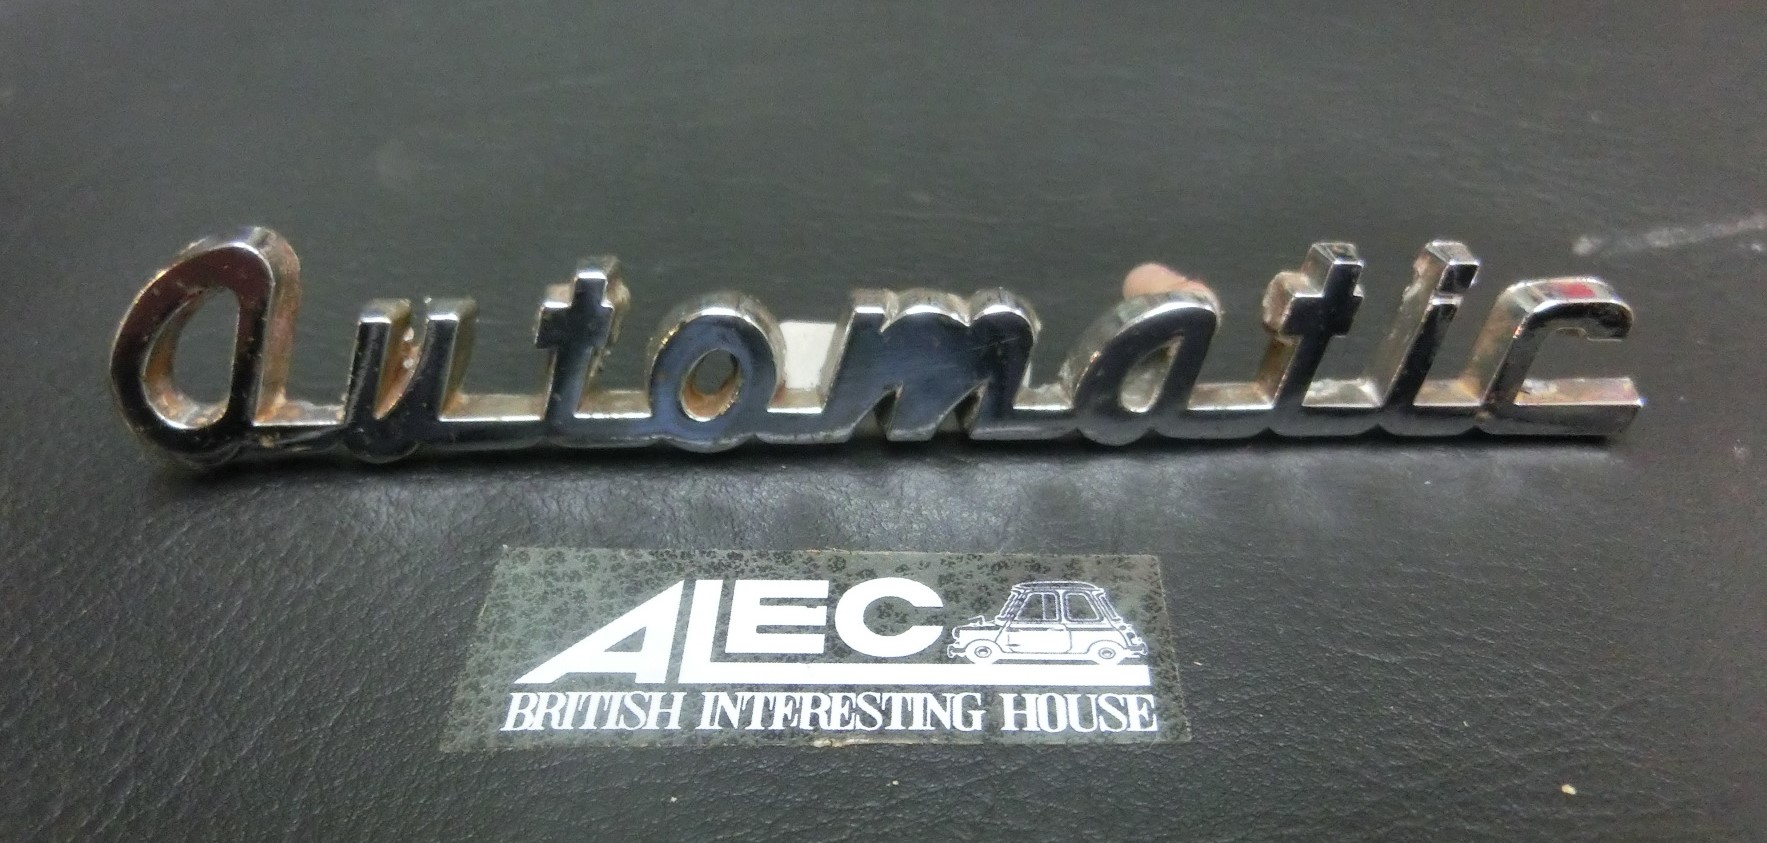 Automatic
ALEC
BRITISH INTERESTING HOUSE